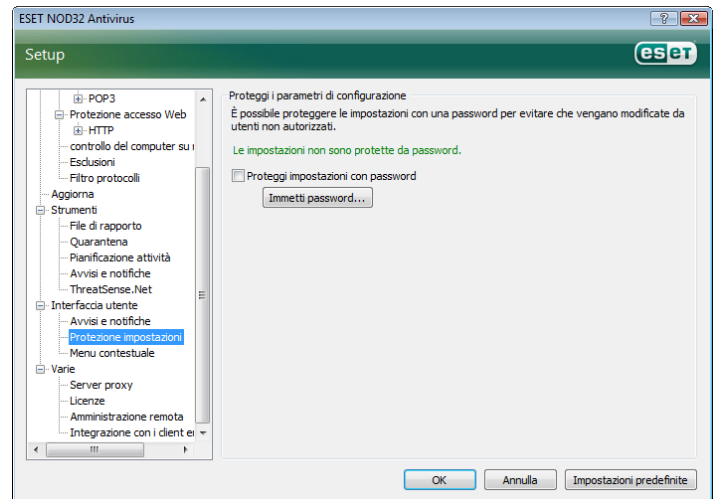 ESET NOD32 Antivirus
Setup
eseт
POP3
Protezione accesso Web
HTTP
controllo del computer su
Esclusioni
Filtro protocolli
Aggiorna
Strumenti
File di rapporto
Quarantena
Pianificazione attività
Avvisi e notifiche
ThreatSense.Net
Interfaccia utente
Avvisi e notifiche
Protezione impostazioni
Menu contestuale
Varie
Server proxy
Licenze
Amministrazione remota
Integrazione con i client
Proteggi i parametri di configurazione
È possibile proteggere le impostazioni con una password per evitare che vengano modificate da
utenti non autorizzati.
Le impostazioni non sono protette da password.
Proteggi impostazioni con password
Immetti password...
OK
Annulla
Impostazioni predefinite